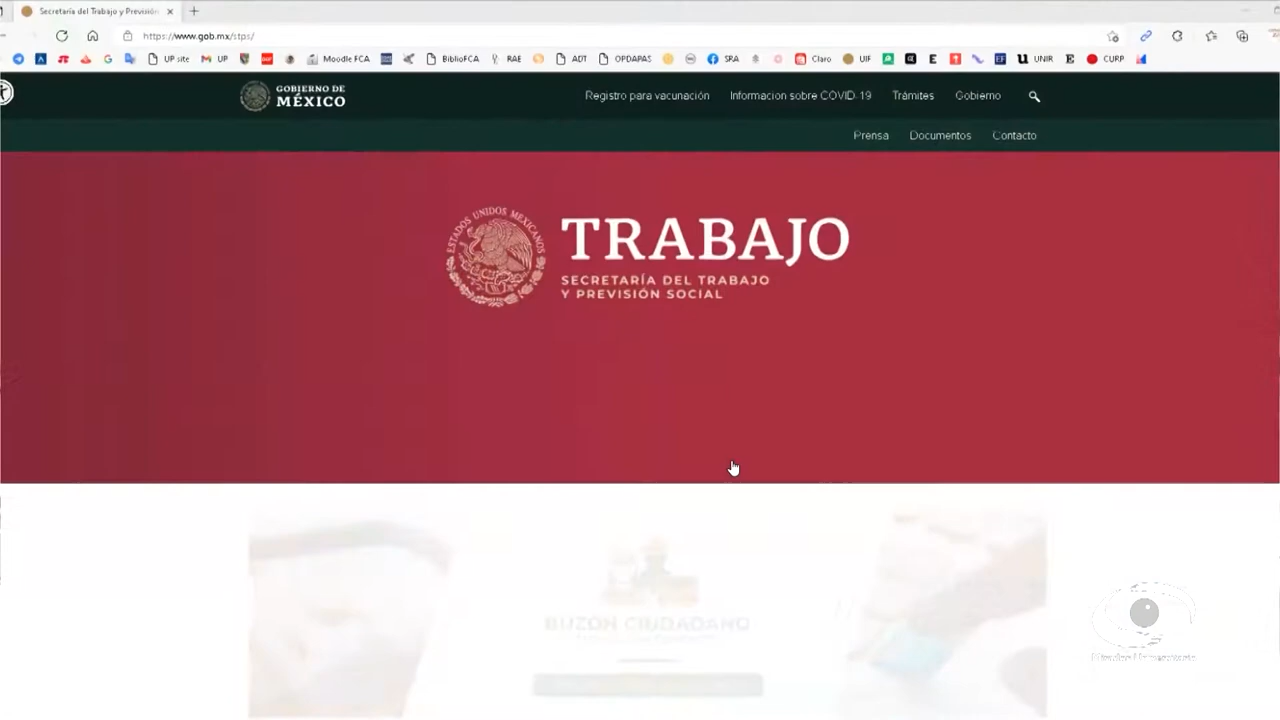 Secretaría del Trabajo y Previsión
https://www.gob.mx/stps/
UP site
UP
Moodle FCA
BiblioFCA
RAE
ADT
OPDAPAS
SRA
Claro
UIF
UNIR
CURP
GOBIERNO DE
MÉXICO
Registro para vacunación
Informacion sobre COVID-19
Trámites
Gobierno
Prensa
Documentos
Contacto
ESTADOS UNIDOS MEXICANOS
TRABAJO
SECRETARÍA DEL TRABAJO
Y PREVISIÓN SOCIAL
BUZÓN CIUDADANO